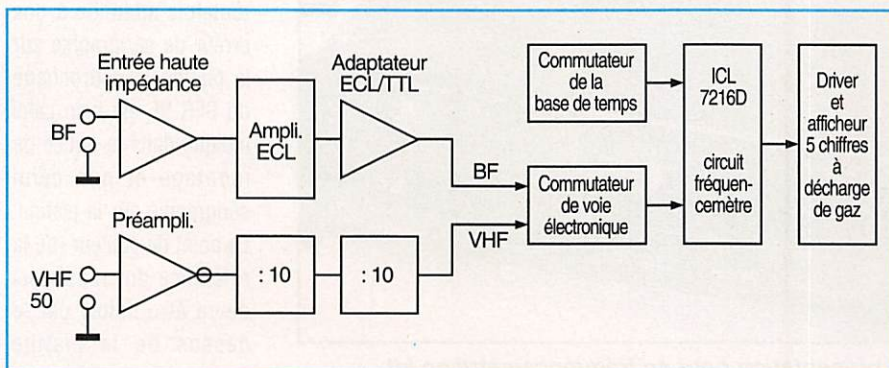 Entrée haute
impédance
BF
Ampli.
ECL
Adaptateur
ECL/TTL
BF
VHF
Commutateur
de la
base de temps
Commutateur
de voie
électronique
ICL
7216D
circuit
fréquen-
cemètre
Driver
et
afficheur
5 chiffres
à
décharge
de gaz
Préampli.
VHF
50
: 10
: 10